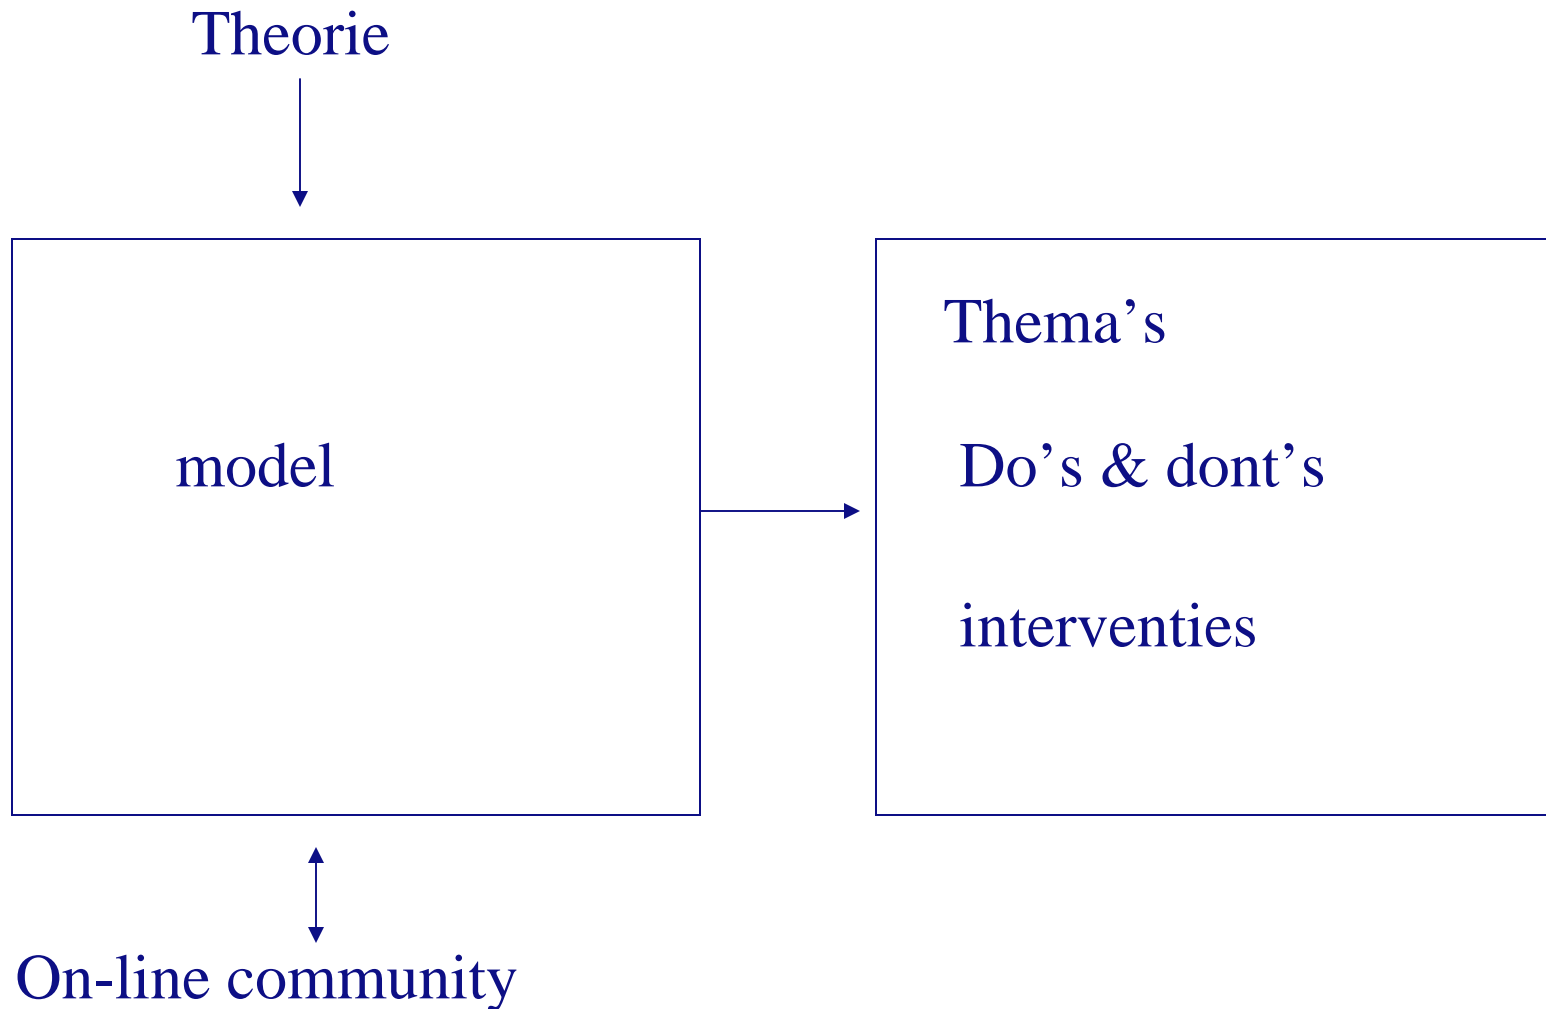 Theorie
model
Thema’s
Do’s & dont’s
interventies
On-line community